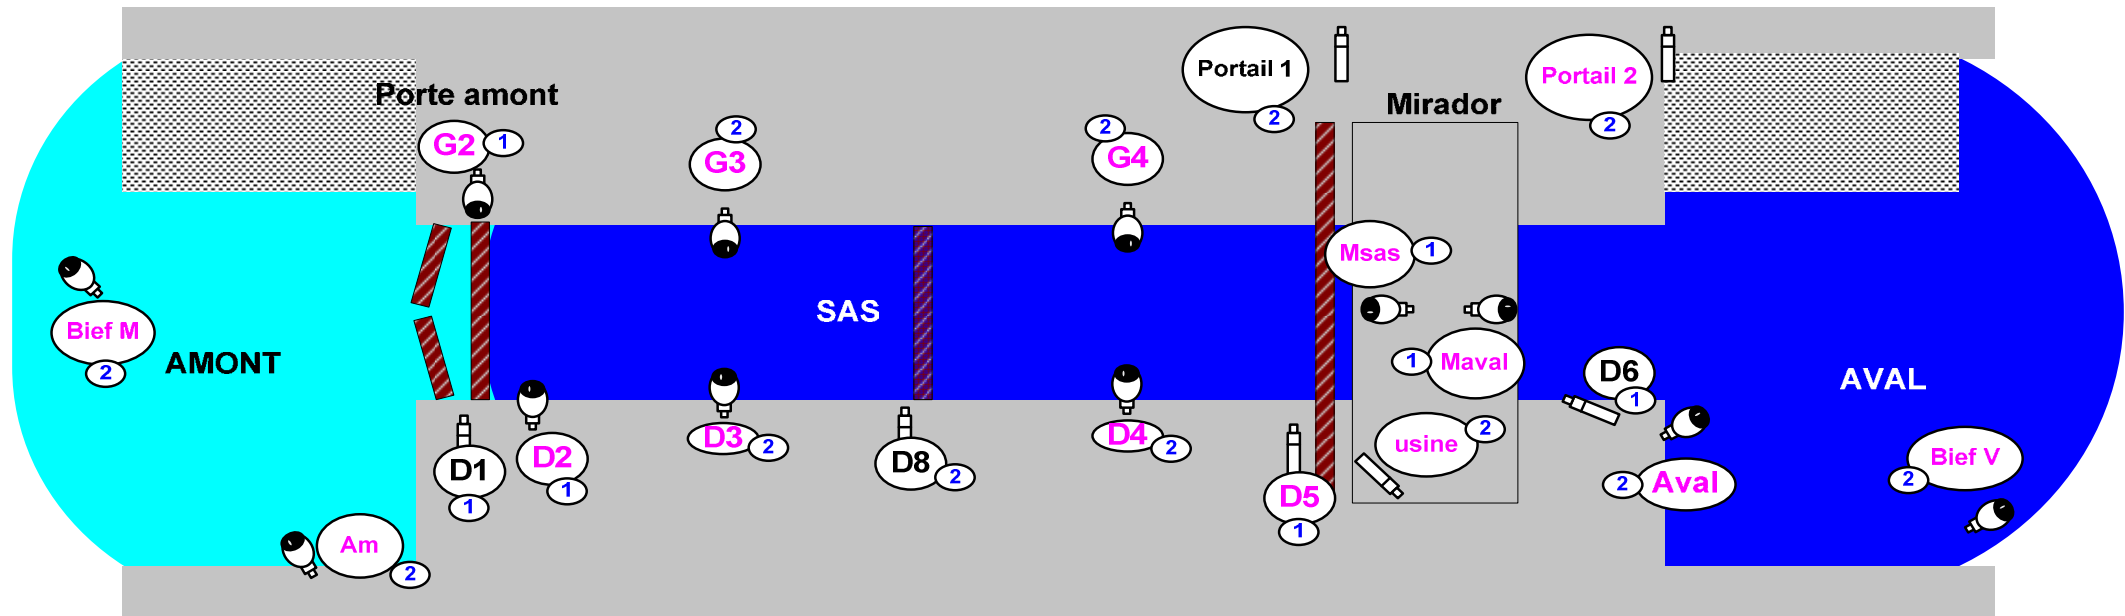 Porte amont
G2
1
2
G3
2
G4
Portail 1
2
Mirador
Portail 2
2
Msas
1
Bief M
2
AMONT
SAS
1
Maval
D6
1
AVAL
D1
1
D2
1
D3
2
D8
2
D4
2
D5
1
usine
2
2
Aval
Bief V
2
Am
2